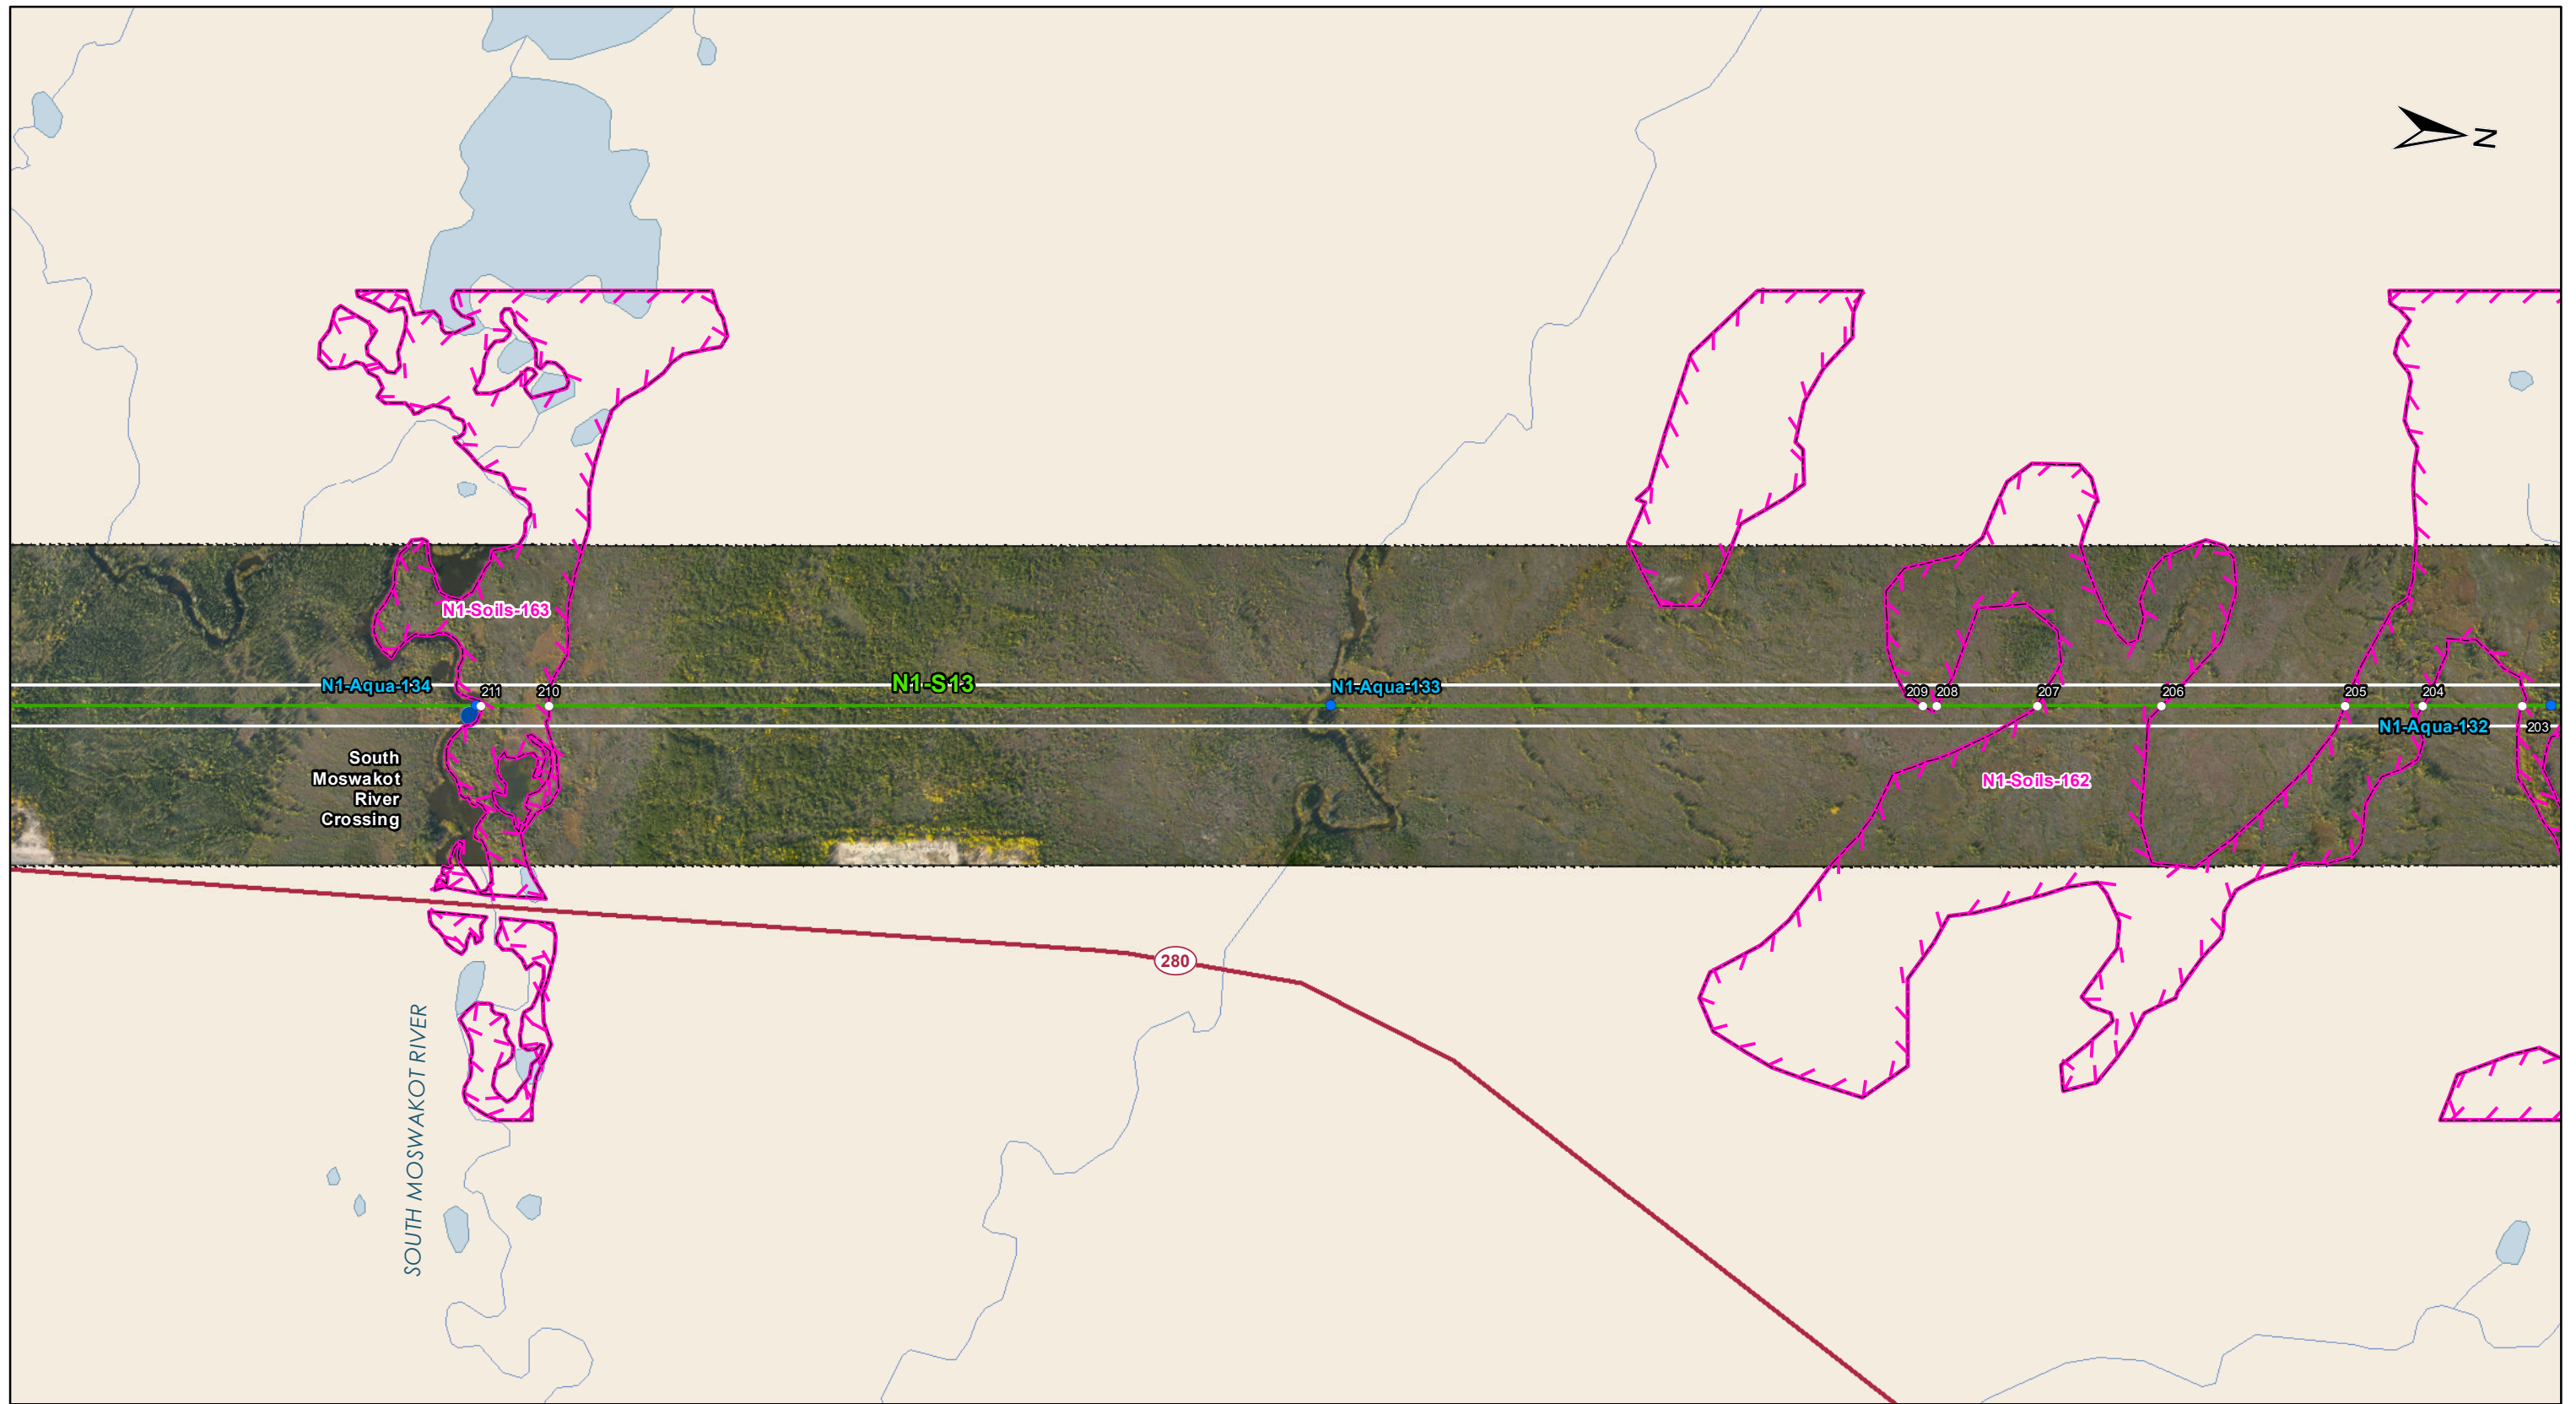 N
N1-Soils-163
N1-Aqua-134
211
210
N1-S13
N1-Aqua-133
209
208
207
206
205
204
N1-Aqua-132
203
South
Moswakot
River
Crossing
N1-Soils-162
280
SOUTH MOSWAKOT RIVER